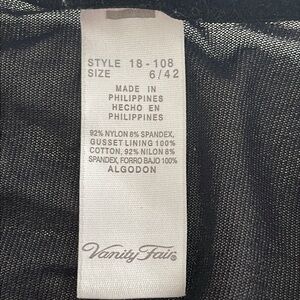 STYLE 18-108
SIZE 6/42
MADE IN
PHILIPPINES
HECHO EN
PHILIPPINES
92% NYLON 8% SPANDEX,
GUSSET LINING 100%
COTTON, 92% NILON 8%
SPANDEX, FORRO BAJO 100%
ALGODON
Vanity Fair®